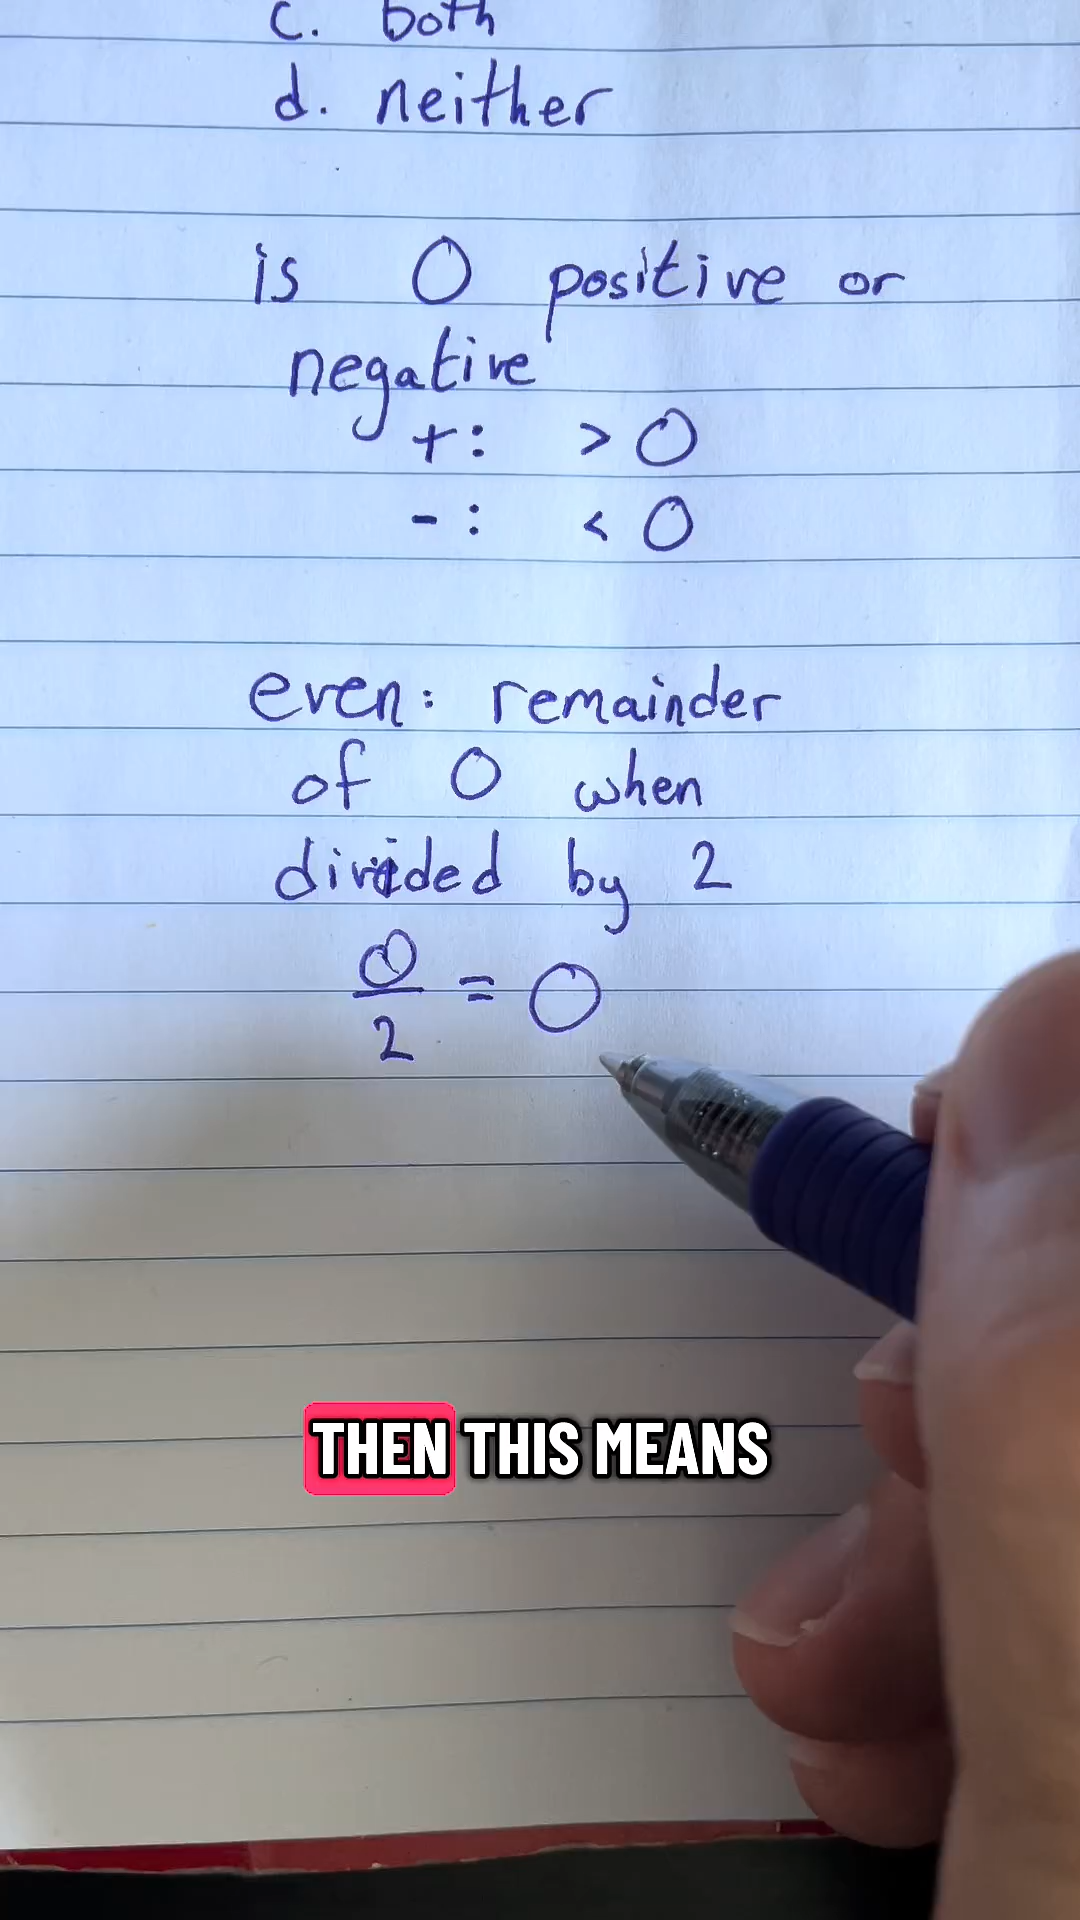 c. both
d. neither
is 0 positive or
negative
+: > 0
- : < 0
even: remainder
of 0 when
divided by 2
0/2 = 0
THEN THIS MEANS